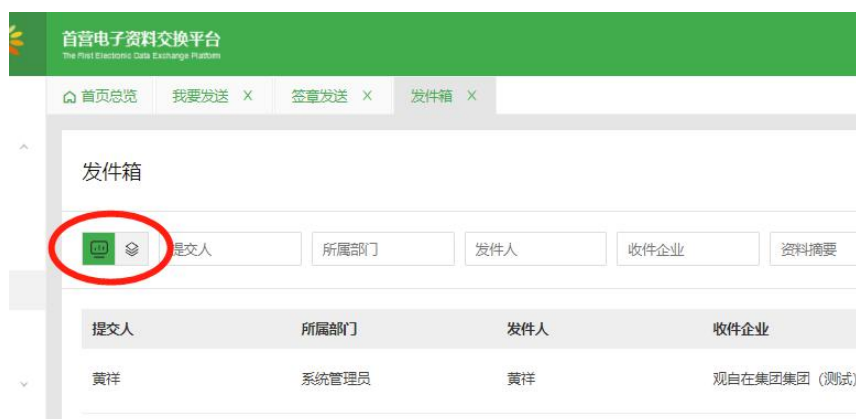 首营电子资料交换平台
The First Electronic Data Exchange Platform
首页总览 我要发送 X 签章发送 X 发件箱 X
发件箱
提交人 所属部门 发件人 收件企业 资料摘要
提交人 所属部门 发件人 收件企业
黄祥 系统管理员 黄祥 观自在集团集团（测试）